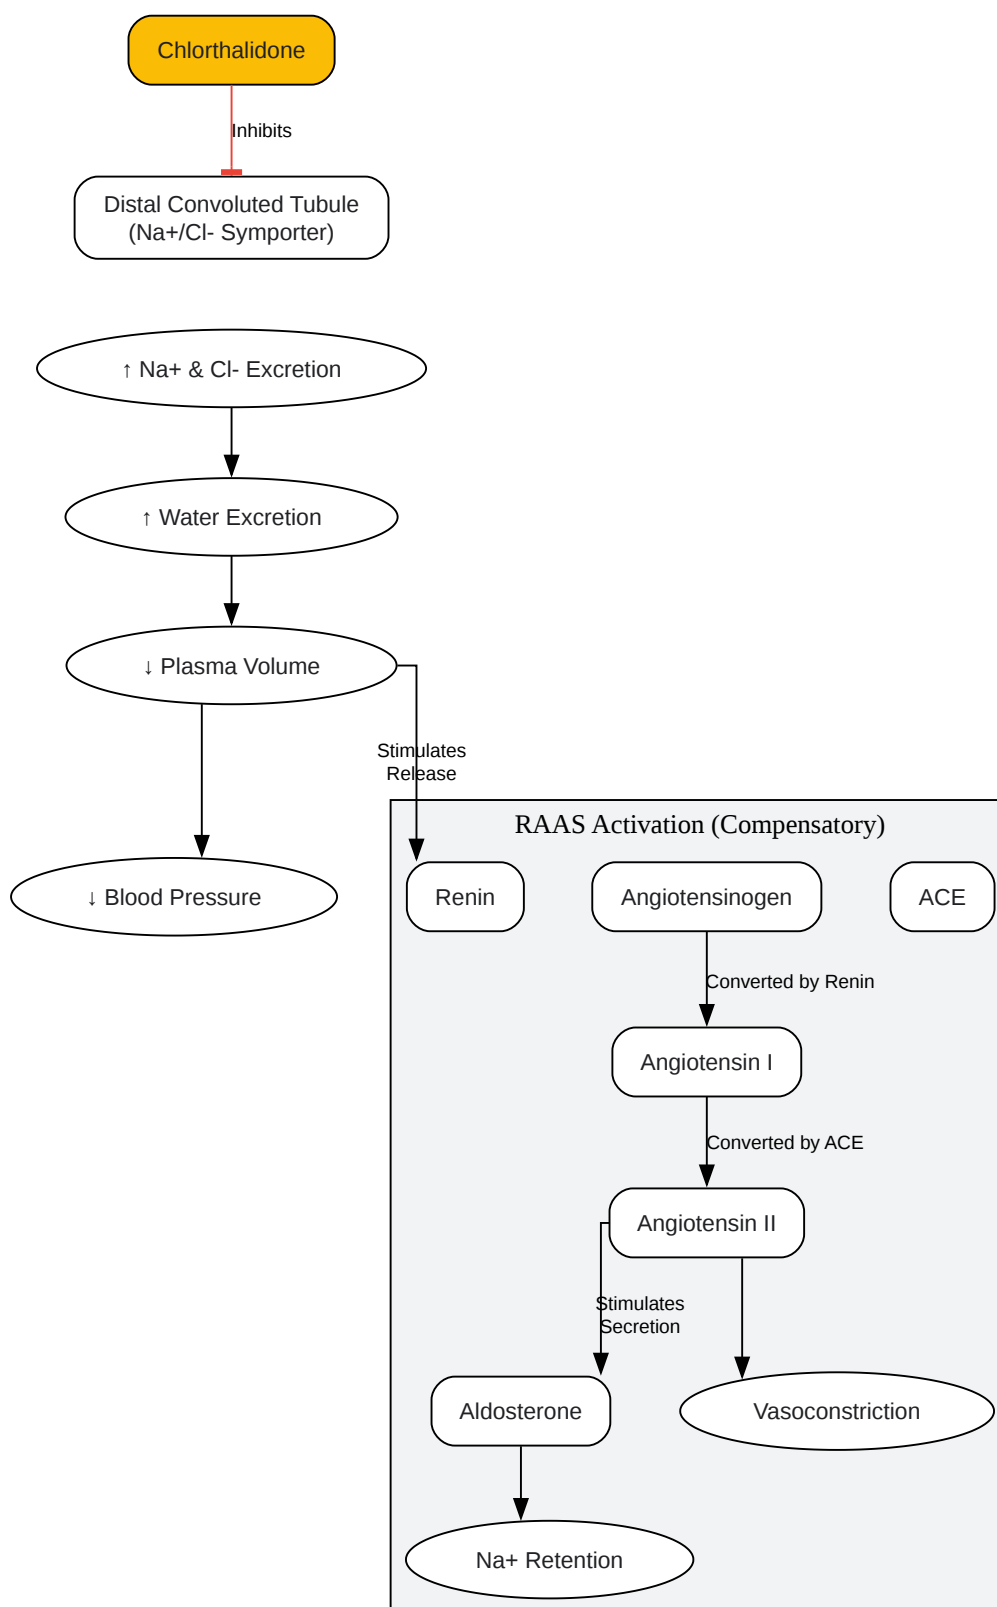 Chlorthalidone
Inhibits
Distal Convoluted Tubule
(Na+/Cl- Symporter)
↑ Na+ & Cl- Excretion
↑ Water Excretion
↓ Plasma Volume
Stimulates
Release
RAAS Activation (Compensatory)
↓ Blood Pressure
Renin
Angiotensinogen
ACE
Converted by Renin
Angiotensin I
Converted by ACE
Angiotensin II
Stimulates
Secretion
Aldosterone
Vasoconstriction
Na+ Retention